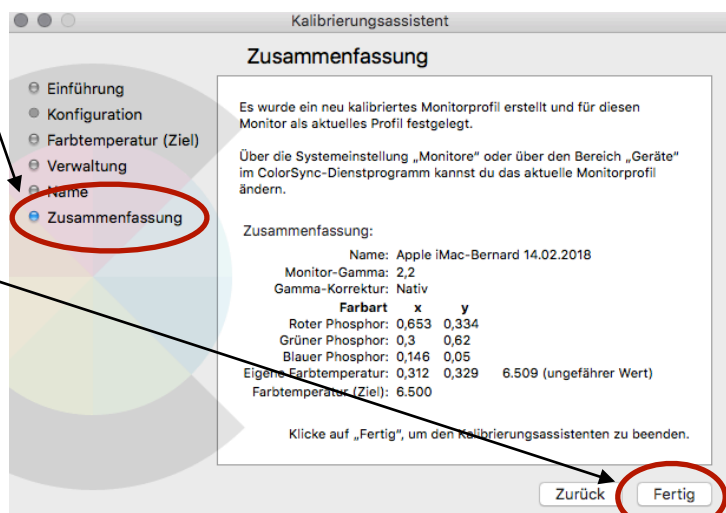 Kalibrierungsassistent
Zusammenfassung
Einführung
Konfiguration
Farbtemperatur (Ziel)
Verwaltung
Name
Zusammenfassung
Es wurde ein neu kalibriertes Monitorprofil erstellt und für diesen
Monitor als aktuelles Profil festgelegt.
Über die Systemeinstellung „Monitore“ oder über den Bereich „Geräte“
im ColorSync-Dienstprogramm kannst du das aktuelle Monitorprofil
ändern.
Zusammenfassung:
Name: Apple iMac-Bernard 14.02.2018
Monitor-Gamma: 2,2
Gamma-Korrektur: Nativ
Farbart x y
Roter Phosphor: 0,653 0,334
Grüner Phosphor: 0,3 0,62
Blauer Phosphor: 0,146 0,05
Eigene Farbtemperatur: 0,312 0,329 6.509 (ungefährer Wert)
Farbtemperatur (Ziel): 6.500
Klicke auf „Fertig“, um den Kalibrierungsassistenten zu beenden.
Zurück Fertig